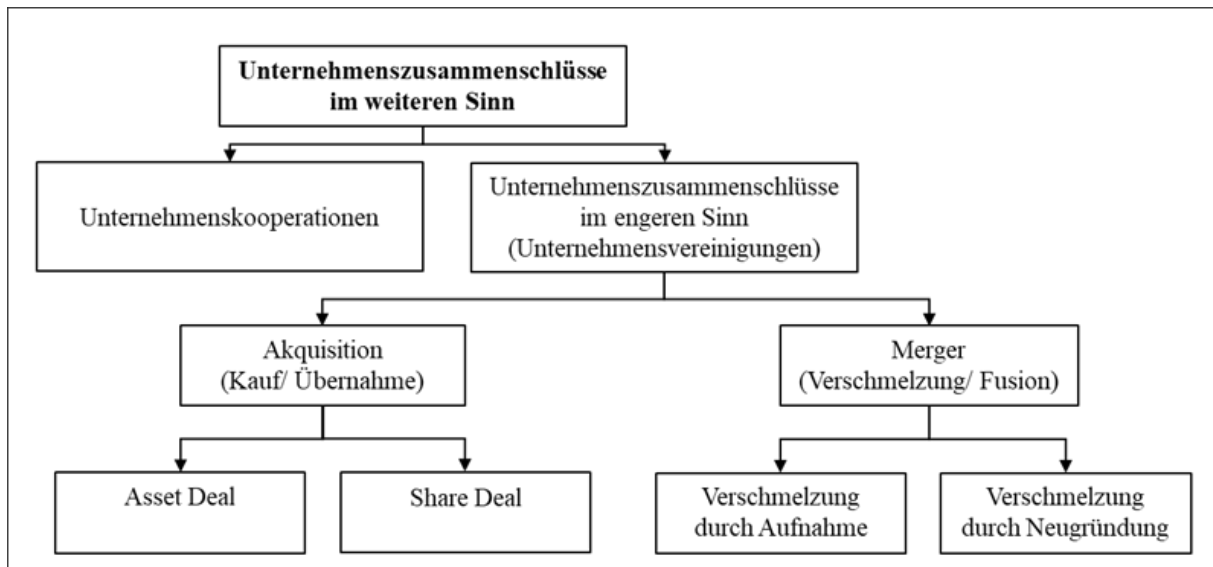 Unternehmenszusammenschlüsse
im weiteren Sinn
Unternehmenskooperationen
Unternehmenszusammenschlüsse
im engeren Sinn
(Unternehmensvereinigungen)
Akquisition
(Kauf/ Übernahme)
Merger
(Verschmelzung/ Fusion)
Asset Deal
Share Deal
Verschmelzung
durch Aufnahme
Verschmelzung
durch Neugründung